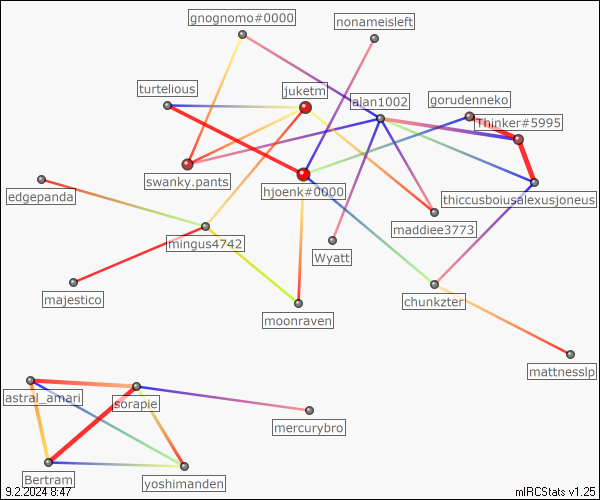 gnognomo#0000
nonameisleft
turtelious
juketm
alan1002
gorudenneko
Thinker#5995
swanky.pants
hjoenk#0000
edgepanda
thiccusboiusalexusjoneus
mingus4742
maddiee3773
Wyatt
majestico
moonraven
chunkzter
mattnesslp
astral_amari
sorapie
mercurybro
Bertram
yoshimanden
9.2.2024 8:47
mIRCStats v1.25